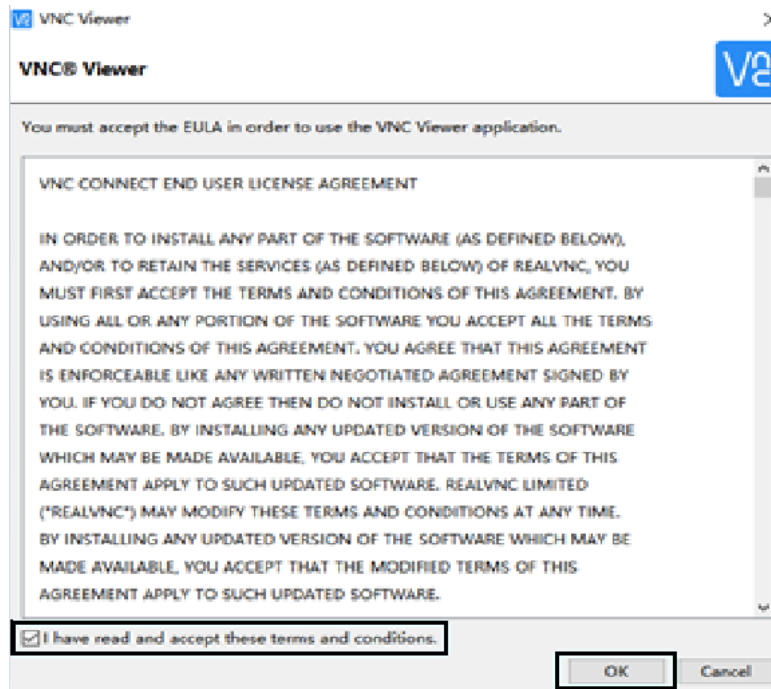 VNC Viewer
VNC® Viewer
You must accept the EULA in order to use the VNC Viewer application.
VNC CONNECT END USER LICENSE AGREEMENT
IN ORDER TO INSTALL ANY PART OF THE SOFTWARE (AS DEFINED BELOW),
AND/OR TO RETAIN THE SERVICES (AS DEFINED BELOW) OF REALVNC, YOU
MUST FIRST ACCEPT THE TERMS AND CONDITIONS OF THIS AGREEMENT. BY
USING ALL OR ANY PORTION OF THE SOFTWARE YOU ACCEPT ALL THE TERMS
AND CONDITIONS OF THIS AGREEMENT. YOU AGREE THAT THIS AGREEMENT
IS ENFORCEABLE LIKE ANY WRITTEN NEGOTIATED AGREEMENT SIGNED BY
YOU. IF YOU DO NOT AGREE THEN DO NOT INSTALL OR USE ANY PART OF
THE SOFTWARE. BY INSTALLING ANY UPDATED VERSION OF THE SOFTWARE
WHICH MAY BE MADE AVAILABLE, YOU ACCEPT THAT THE TERMS OF THIS
AGREEMENT APPLY TO SUCH UPDATED SOFTWARE. REALVNC LIMITED
("REALVNC") MAY MODIFY THESE TERMS AND CONDITIONS AT ANY TIME.
BY INSTALLING ANY UPDATED VERSION OF THE SOFTWARE WHICH MAY BE
MADE AVAILABLE, YOU ACCEPT THAT THE MODIFIED TERMS OF THIS
AGREEMENT APPLY TO SUCH UPDATED SOFTWARE.
I have read and accept these terms and conditions.
OK Cancel